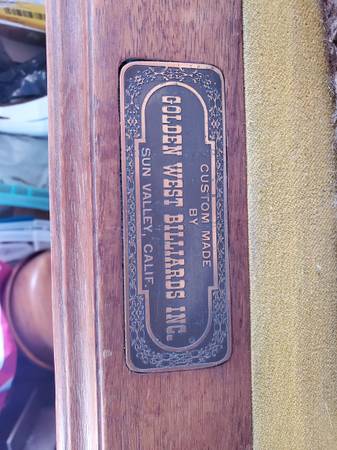 CUSTOM MADE
BY
GOLDEN WEST BILLIARDS INC.
SUN VALLEY, CALIF.